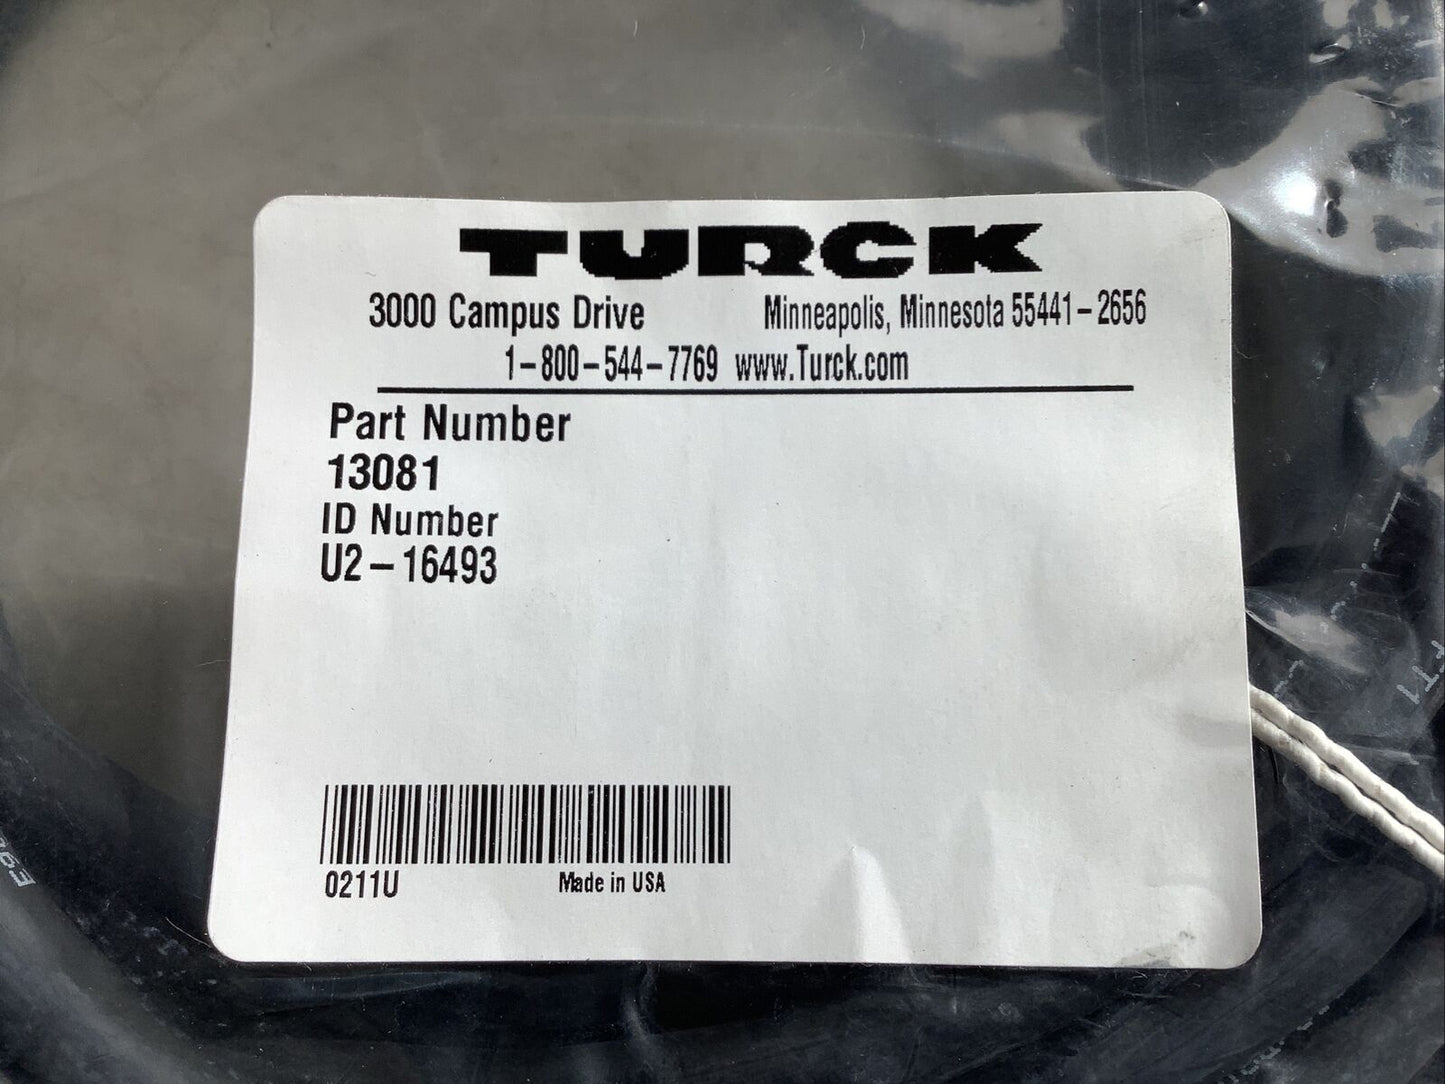 TURCK
3000 Campus Drive Minneapolis, Minnesota 55441-2656
1-800-544-7769 www.Turck.com
Part Number
13081
ID Number
U2-16493
0211U Made in USA